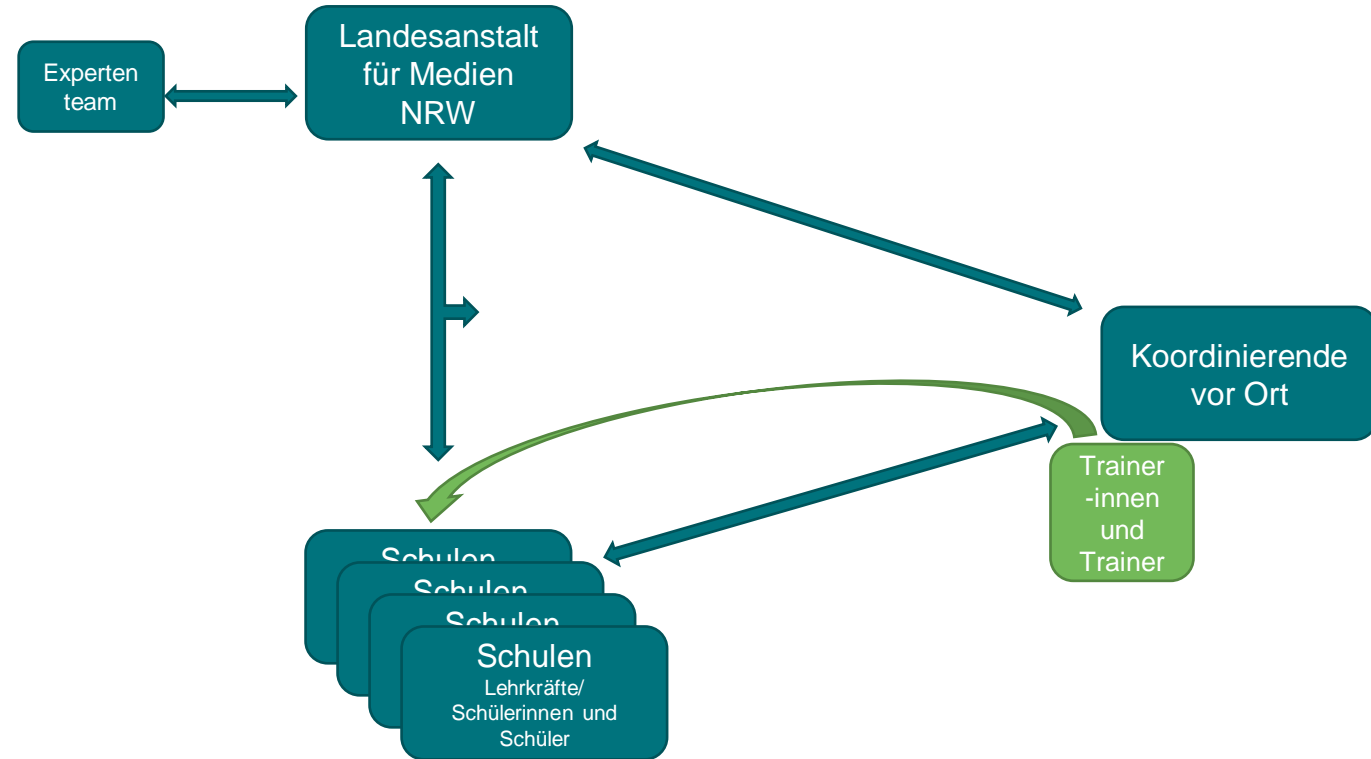 Experten
team
Landesanstalt
für Medien
NRW
Koordinierende
vor Ort
Trainer
-innen
und
Trainer
Schulen
Schulen
Schulen
Schulen
Lehrkräfte/
Schülerinnen und
Schüler